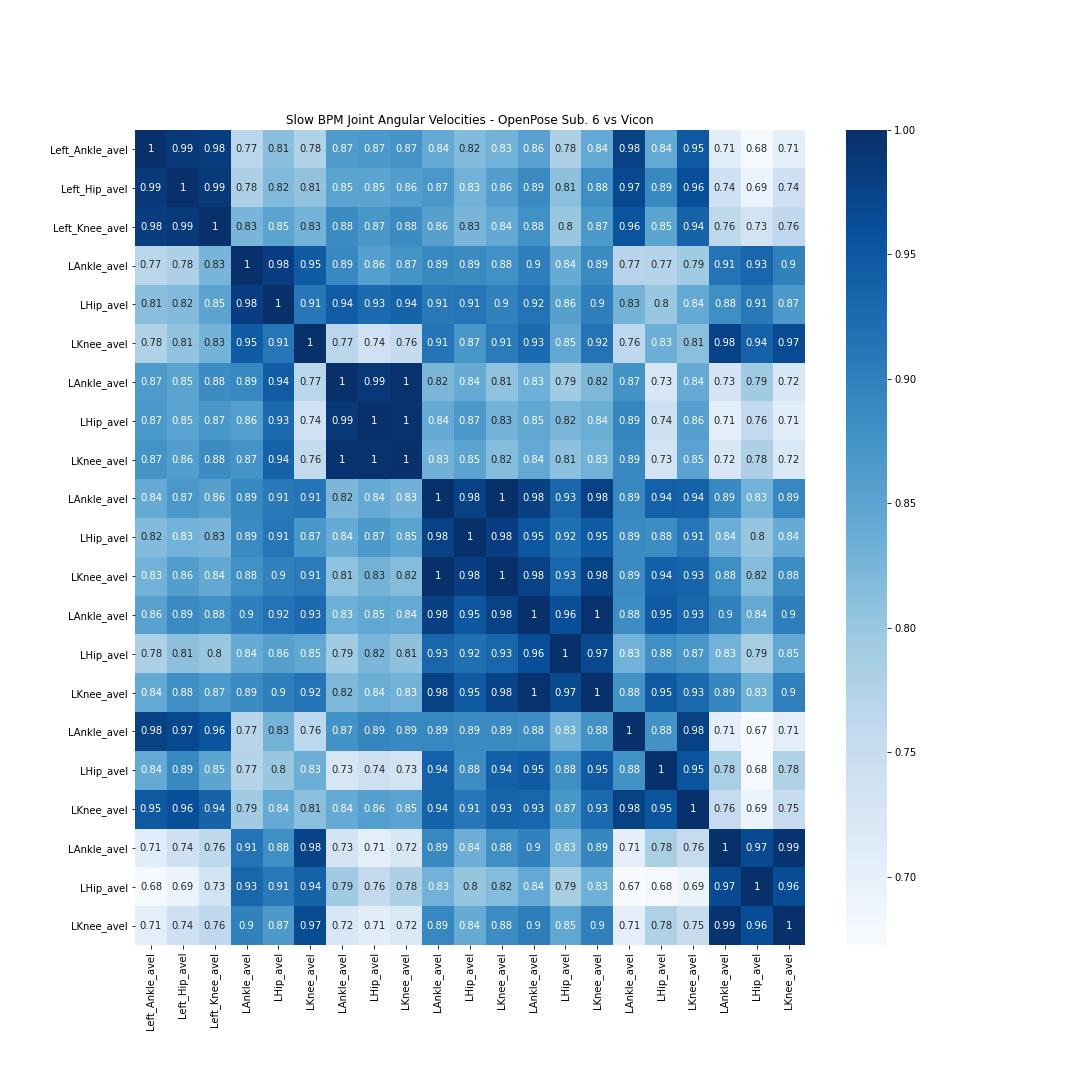 Slow BPM Joint Angular Velocities - OpenPose Sub. 6 vs Vicon
Left_Ankle_avel 1 0.99 0.98 0.77 0.81 0.78 0.87 0.87 0.87 0.84 0.82 0.83 0.86 0.78 0.84 0.98 0.84 0.95 0.71 0.68 0.71
Left_Hip_avel 0.99 1 0.99 0.78 0.82 0.81 0.85 0.85 0.86 0.87 0.83 0.86 0.89 0.81 0.88 0.97 0.89 0.96 0.74 0.69 0.74
Left_Knee_avel 0.98 0.99 1 0.83 0.85 0.83 0.88 0.87 0.88 0.86 0.83 0.84 0.88 0.8 0.87 0.96 0.85 0.94 0.76 0.73 0.76
LAnkle_avel 0.77 0.78 0.83 1 0.98 0.95 0.89 0.86 0.87 0.89 0.89 0.88 0.9 0.84 0.89 0.77 0.77 0.79 0.91 0.93 0.9
LHip_avel 0.81 0.82 0.85 0.98 1 0.91 0.94 0.93 0.94 0.91 0.91 0.9 0.92 0.86 0.9 0.83 0.8 0.84 0.88 0.91 0.87
LKnee_avel 0.78 0.81 0.83 0.95 0.91 1 0.77 0.74 0.76 0.91 0.87 0.91 0.93 0.85 0.92 0.76 0.83 0.81 0.98 0.94 0.97
LAnkle_avel 0.87 0.85 0.88 0.89 0.94 0.77 1 0.99 1 0.82 0.84 0.81 0.83 0.79 0.82 0.87 0.73 0.84 0.73 0.79 0.72
LHip_avel 0.87 0.85 0.87 0.86 0.93 0.74 0.99 1 1 0.84 0.87 0.83 0.85 0.82 0.84 0.89 0.74 0.86 0.71 0.76 0.71
LKnee_avel 0.87 0.86 0.88 0.87 0.94 0.76 1 1 1 0.83 0.85 0.82 0.84 0.81 0.83 0.89 0.73 0.85 0.72 0.78 0.72
LAnkle_avel 0.84 0.87 0.86 0.89 0.91 0.91 0.82 0.84 0.83 1 0.98 1 0.98 0.93 0.98 0.89 0.94 0.94 0.89 0.83 0.89
LHip_avel 0.82 0.83 0.83 0.89 0.91 0.87 0.84 0.87 0.85 0.98 1 0.98 0.95 0.92 0.95 0.89 0.88 0.91 0.84 0.8 0.84
LKnee_avel 0.83 0.86 0.84 0.88 0.9 0.91 0.81 0.83 0.82 1 0.98 1 0.98 0.93 0.98 0.89 0.94 0.93 0.88 0.82 0.88
LAnkle_avel 0.86 0.89 0.88 0.9 0.92 0.93 0.83 0.85 0.84 0.98 0.95 0.98 1 0.96 1 0.88 0.95 0.93 0.9 0.84 0.9
LHip_avel 0.78 0.81 0.8 0.84 0.86 0.85 0.79 0.82 0.81 0.93 0.92 0.93 0.96 1 0.97 0.83 0.88 0.87 0.83 0.79 0.85
LKnee_avel 0.84 0.88 0.87 0.89 0.9 0.92 0.82 0.84 0.83 0.98 0.95 0.98 1 0.97 1 0.88 0.95 0.93 0.89 0.83 0.9
LAnkle_avel 0.98 0.97 0.96 0.77 0.83 0.76 0.87 0.89 0.89 0.89 0.89 0.89 0.88 0.83 0.88 1 0.88 0.98 0.71 0.67 0.71
LHip_avel 0.84 0.89 0.85 0.77 0.8 0.83 0.73 0.74 0.73 0.94 0.88 0.94 0.95 0.88 0.95 0.88 1 0.95 0.78 0.68 0.78
LKnee_avel 0.95 0.96 0.94 0.79 0.84 0.81 0.84 0.86 0.85 0.94 0.91 0.93 0.93 0.87 0.93 0.98 0.95 1 0.76 0.69 0.75
LAnkle_avel 0.71 0.74 0.76 0.91 0.88 0.98 0.73 0.71 0.72 0.89 0.84 0.88 0.9 0.83 0.89 0.71 0.78 0.76 1 0.97 0.99
LHip_avel 0.68 0.69 0.73 0.93 0.91 0.94 0.79 0.76 0.78 0.83 0.8 0.82 0.84 0.79 0.83 0.67 0.68 0.69 0.97 1 0.96
LKnee_avel 0.71 0.74 0.76 0.9 0.87 0.97 0.72 0.71 0.72 0.89 0.84 0.88 0.9 0.85 0.9 0.71 0.78 0.75 0.99 0.96 1
Left_Ankle_avel
Left_Hip_avel
Left_Knee_avel
LAnkle_avel
LHip_avel
LKnee_avel
LAnkle_avel
LHip_avel
LKnee_avel
LAnkle_avel
LHip_avel
LKnee_avel
LAnkle_avel
LHip_avel
LKnee_avel
LAnkle_avel
LHip_avel
LKnee_avel
LAnkle_avel
LHip_avel
LKnee_avel
1.00
0.95
0.90
0.85
0.80
0.75
0.70